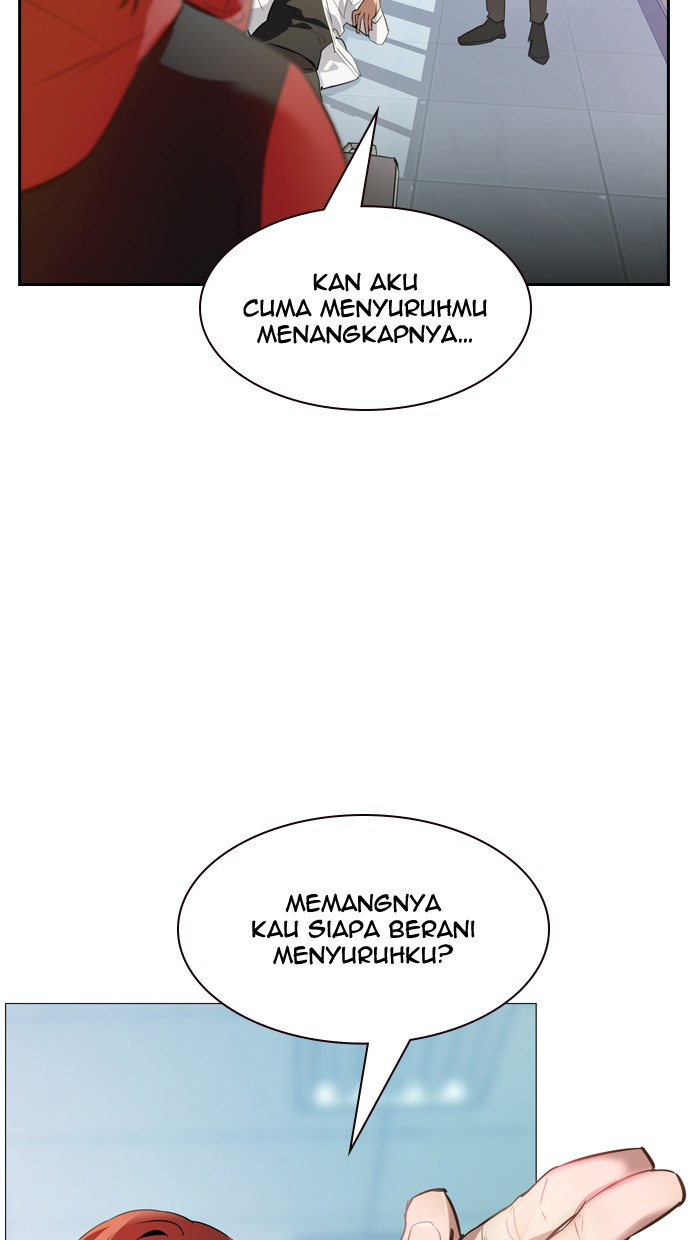 KAN AKU
CUMA MENYURUHMU
MENANGKAPNYA...
MEMANGNYA
KAU SIAPA BERANI
MENYURUHKU?